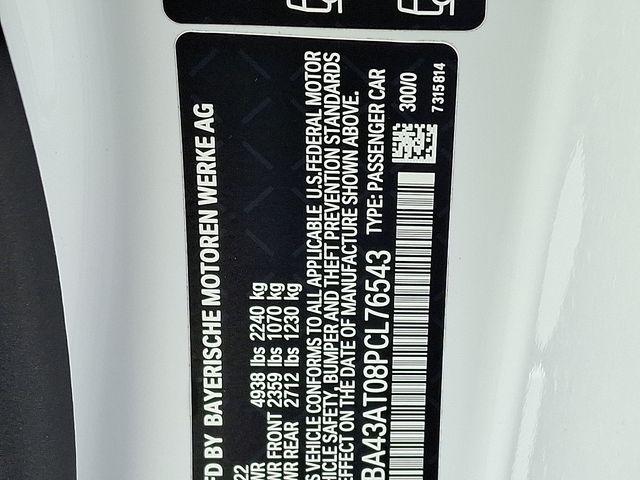 FD BY BAYERISCHE MOTOREN WERKE AG
22
WR 4938 lbs 2240 kg
WR FRONT 2359 lbs 1070 kg
WR REAR 2712 lbs 1230 kg
S VEHICLE CONFORMS TO ALL APPLICABLE U.S.FEDERAL MOTOR
HICLE SAFETY, BUMPER AND THEFT PREVENTION STANDARDS
EFFECT ON THE DATE OF MANUFACTURE SHOWN ABOVE.
BA43AT08PCL76543 TYPE: PASSENGER CAR
300/0
7315814